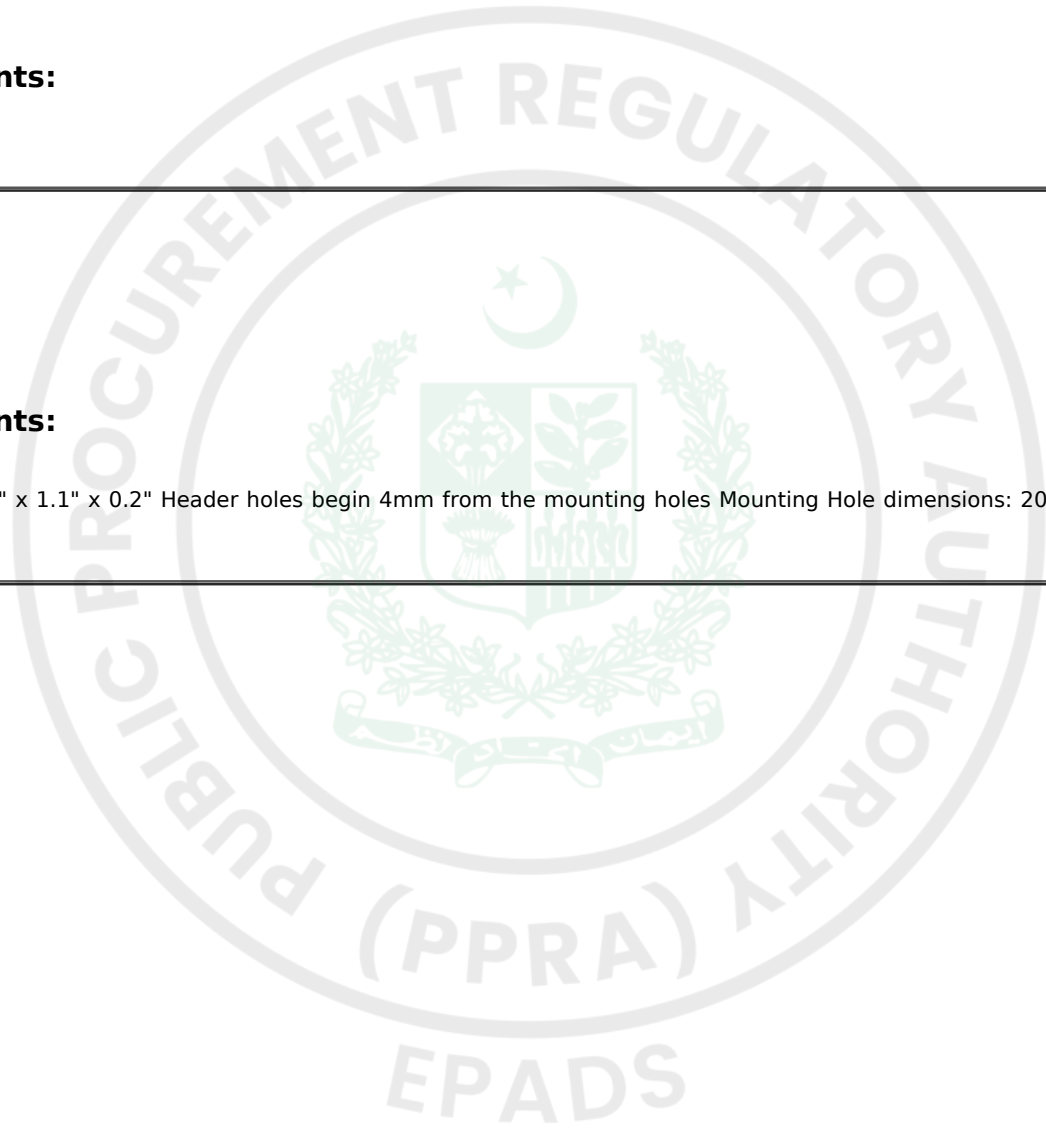 nts:
nts:
" x 1.1" x 0.2" Header holes begin 4mm from the mounting holes Mounting Hole dimensions: 20
PUBLIC PROCUREMENT REGULATORY AUTHORITY
(PPRA)
EPADS